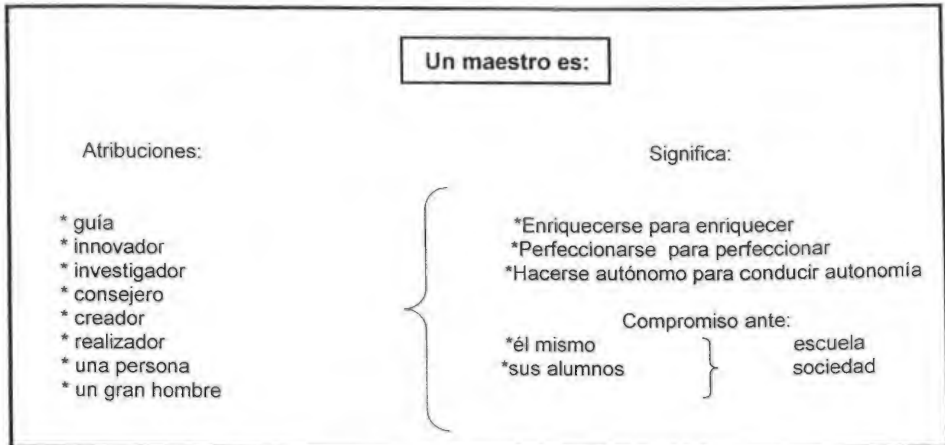 Un maestro es:
Atribuciones:
* guía
* innovador
* investigador
* consejero
* creador
* realizador
* una persona
* un gran hombre
Significa:
*Enriquecerse para enriquecer
*Perfeccionarse para perfeccionar
*Hacerse autónomo para conducir autonomía
Compromiso ante:
*él mismo
*sus alumnos
escuela
sociedad